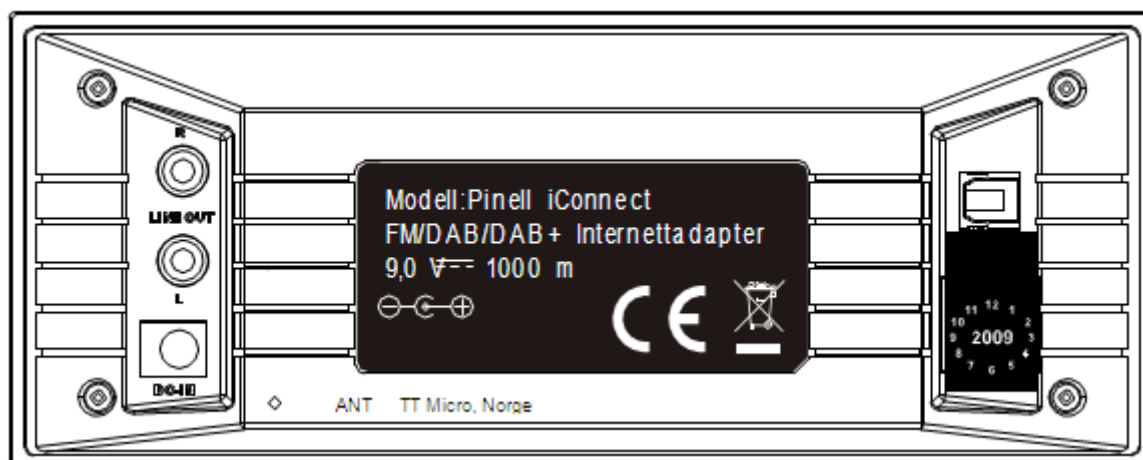 R
LINE OUT
L
DC-IN
Modell:Pinell iConnect
FM/DAB/DAB+ Internettadapter
9,0 V 1000 m
CE
ANT TT Micro, Norge
12
11 1
10 2
9 2009 3
8 4
7 6 5